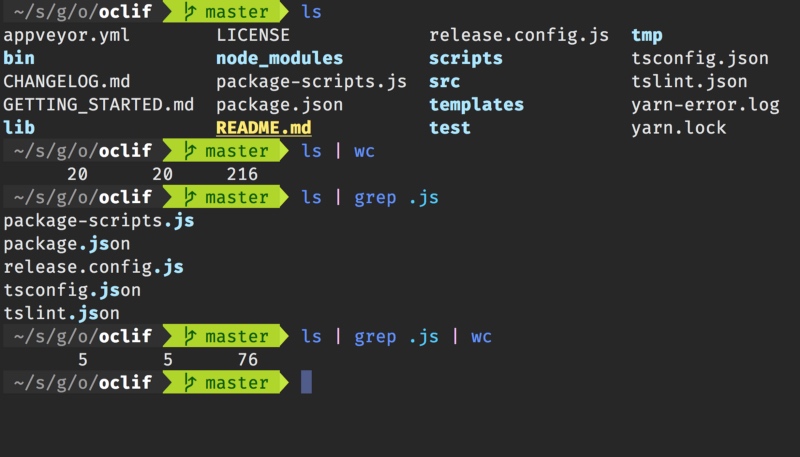 ~/s/g/o/oclif master ls
appveyor.yml LICENSE release.config.js tmp
bin node_modules scripts tsconfig.json
CHANGELOG.md package-scripts.js src tslint.json
GETTING_STARTED.md package.json templates yarn-error.log
lib README.md test yarn.lock
~/s/g/o/oclif master ls | wc
20 20 216
~/s/g/o/oclif master ls | grep .js
package-scripts.js
package.json
release.config.js
tsconfig.json
tslint.json
~/s/g/o/oclif master ls | grep .js | wc
5 5 76
~/s/g/o/oclif master